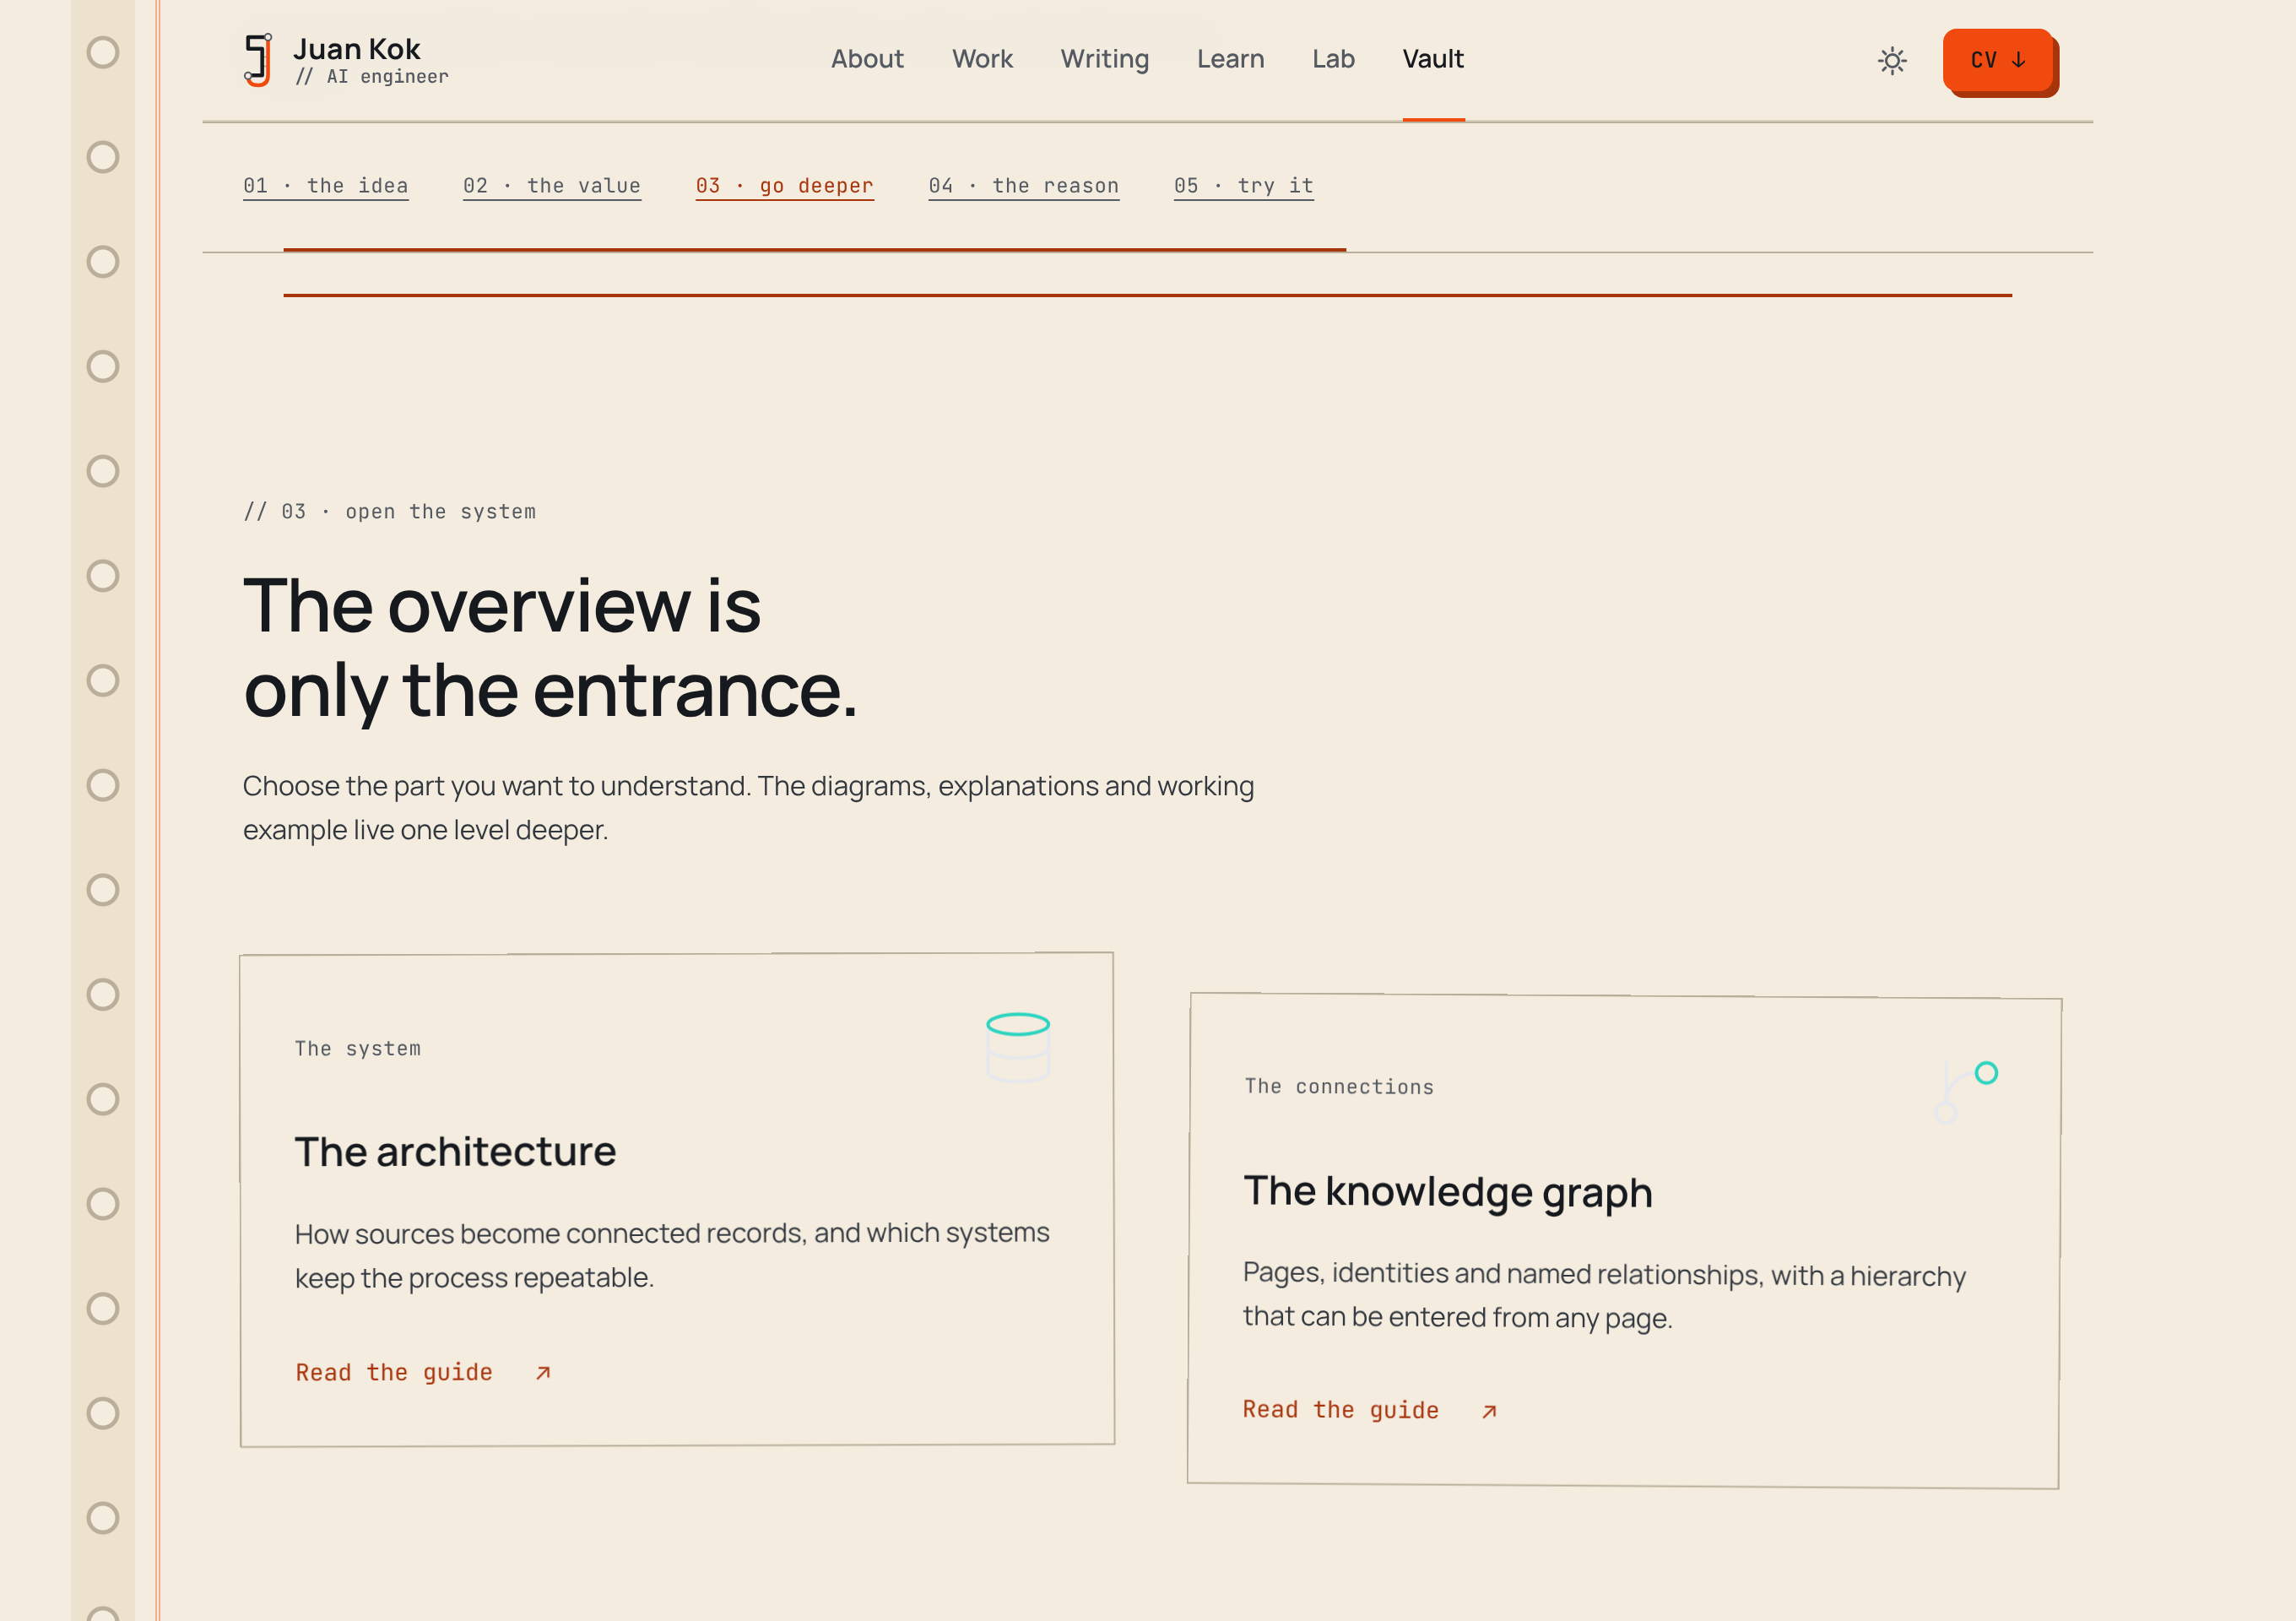 Juan Kok
// AI engineer
About Work Writing Learn Lab Vault
CV ↓
01 · the idea 02 · the value 03 · go deeper 04 · the reason 05 · try it
// 03 · open the system
The overview is
only the entrance.
Choose the part you want to understand. The diagrams, explanations and working
example live one level deeper.
The system
The architecture
How sources become connected records, and which systems
keep the process repeatable.
Read the guide ↗
The connections
The knowledge graph
Pages, identities and named relationships, with a hierarchy
that can be entered from any page.
Read the guide ↗